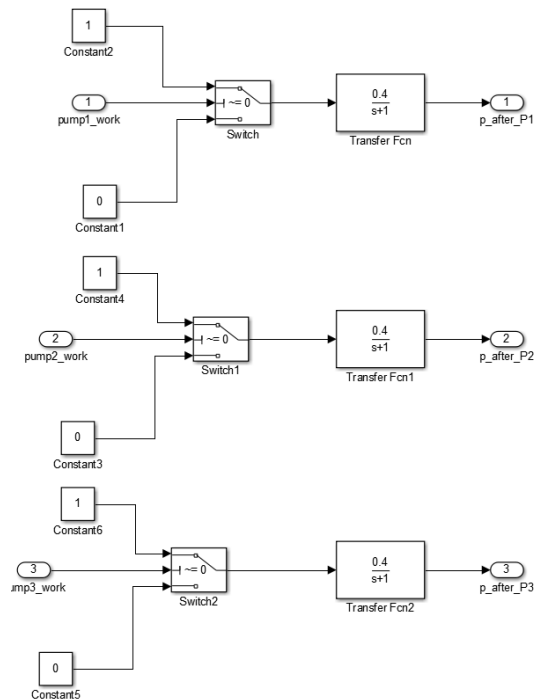 1
Constant2
1
pump1_work
~= 0
Switch
0.4
s+1
Transfer Fcn
1
p_after_P1
0
Constant1
1
Constant4
2
pump2_work
~= 0
Switch1
0.4
s+1
Transfer Fcn1
2
p_after_P2
0
Constant3
1
Constant6
3
ump3_work
~= 0
Switch2
0.4
s+1
Transfer Fcn2
3
p_after_P3
0
Constant5